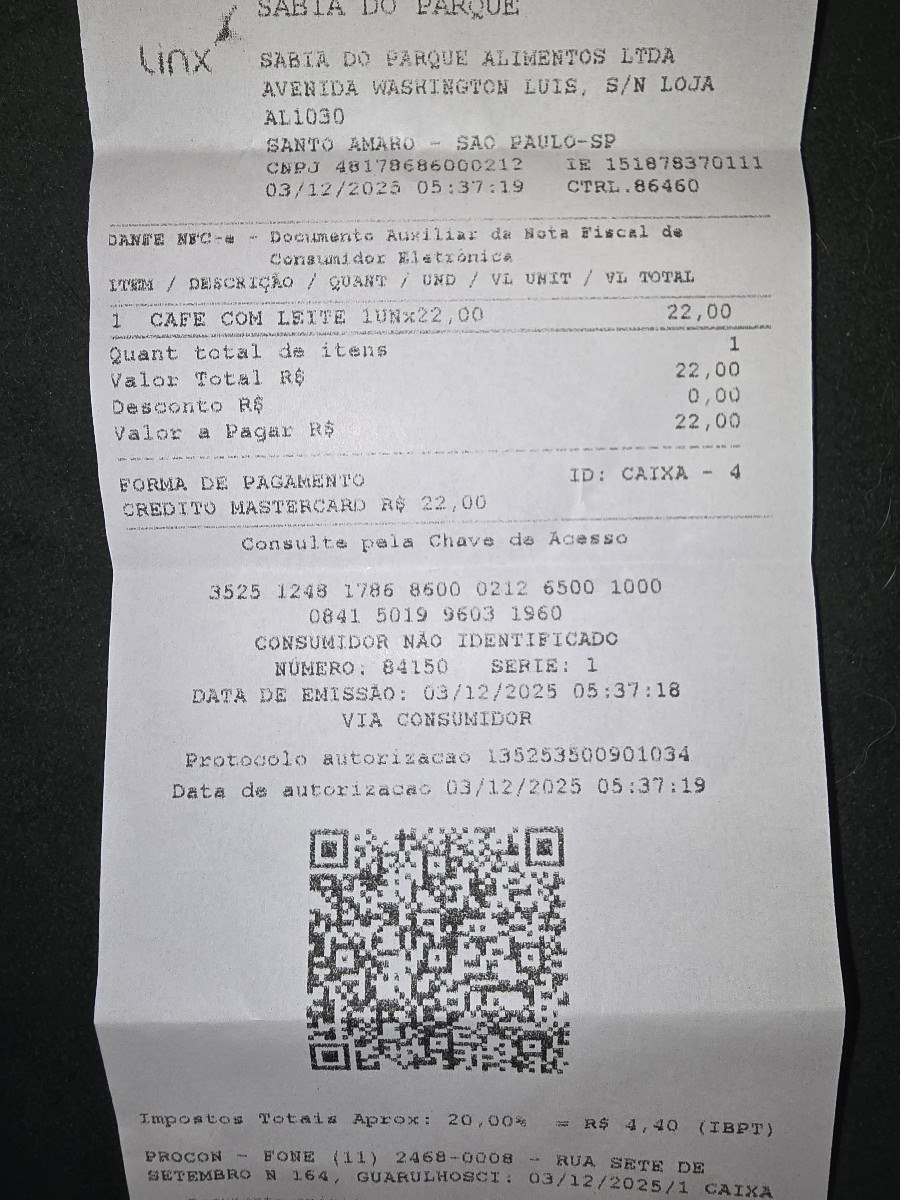 SABIA DO PARQUE
Linx
SABIA DO PARQUE ALIMENTOS LTDA
AVENIDA WASHINGTON LUIS, S/N LOJA
AL1030
SANTO AMARO - SAO PAULO-SP
CNPJ 48178686000212 IE 151878370111
03/12/2025 05:37:19 CTRL.86460
DANFE NFC-e - Documento Auxiliar da Nota Fiscal de
Consumidor Eletrônica
ITEM / DESCRIÇÃO / QUANT / UND / VL UNIT / VL TOTAL
1 CAFE COM LEITE 1UNx22,00 22,00
Quant total de itens 1
Valor Total R$ 22,00
Desconto R$ 0,00
Valor a Pagar R$ 22,00
FORMA DE PAGAMENTO ID: CAIXA - 4
CREDITO MASTERCARD R$ 22,00
Consulte pela Chave de Acesso
3525 1248 1786 8600 0212 6500 1000
0841 5019 9603 1960
CONSUMIDOR NÃO IDENTIFICADO
NÚMERO: 84150 SERIE: 1
DATA DE EMISSÃO: 03/12/2025 05:37:18
VIA CONSUMIDOR
Protocolo autorizacao 135253500901034
Data de autorizacao 03/12/2025 05:37:19
Impostos Totais Aprox: 20,00% = R$ 4,40 (IBPT)
PROCON - FONE (11) 2468-0008 - RUA SETE DE
SETEMBRO N 164, GUARULHOSCI: 03/12/2025/1 CAIXA